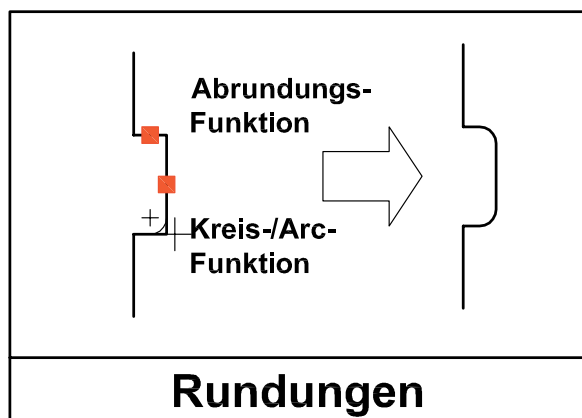 Abrundungs-
Funktion
Kreis-/Arc-
Funktion
Rundungen